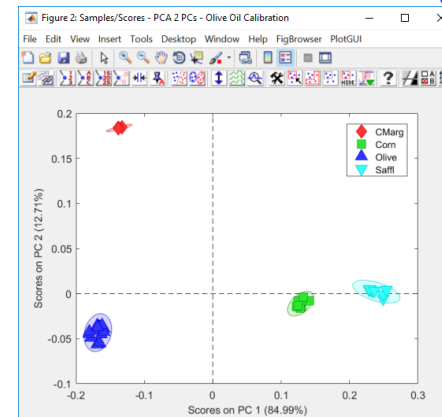 Figure 2: Samples/Scores - PCA 2 PCs - Olive Oil Calibration
File Edit View Insert Tools Desktop Window Help FigBrowser PlotGUI
HIDE
?
0.2
0.15
0.1
0.05
0
-0.05
-0.1
Scores on PC 2 (12.71%)
CMarg
Corn
Olive
Saffl
-0.2 -0.1 0 0.1 0.2 0.3
Scores on PC 1 (84.99%)